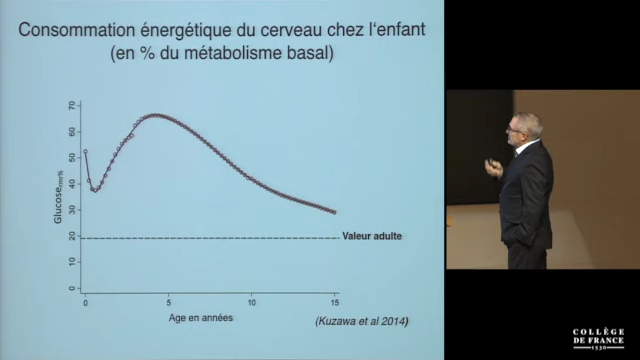 Consommation énergétique du cerveau chez l'enfant
(en % du métabolisme basal)
70
60
50
40
30
20
10
0
Glucose rmr%
Valeur adulte
0
5
10
15
Age en années
(Kuzawa et al 2014)
COLLÈGE
DE FRANCE
1530